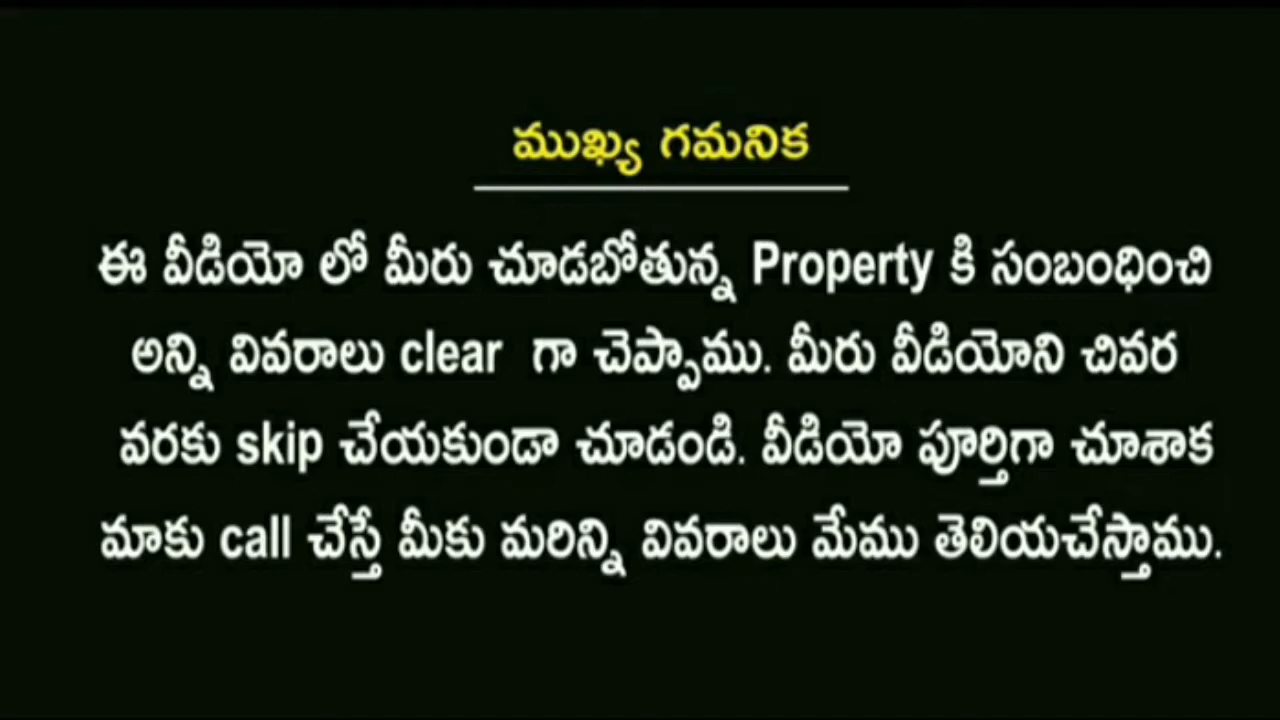 ముఖ్య గమనిక
ఈ వీడియో లో మీరు చూడబోతున్న Property కి సంబంధించి
అన్ని వివరాలు clear గా చెప్పాము. మీరు వీడియోని చివర
వరకు skip చేయకుండా చూడండి. వీడియో పూర్తిగా చూశాక
మాకు call చేస్తే మీకు మరిన్ని వివరాలు మేము తెలియచేస్తాము.